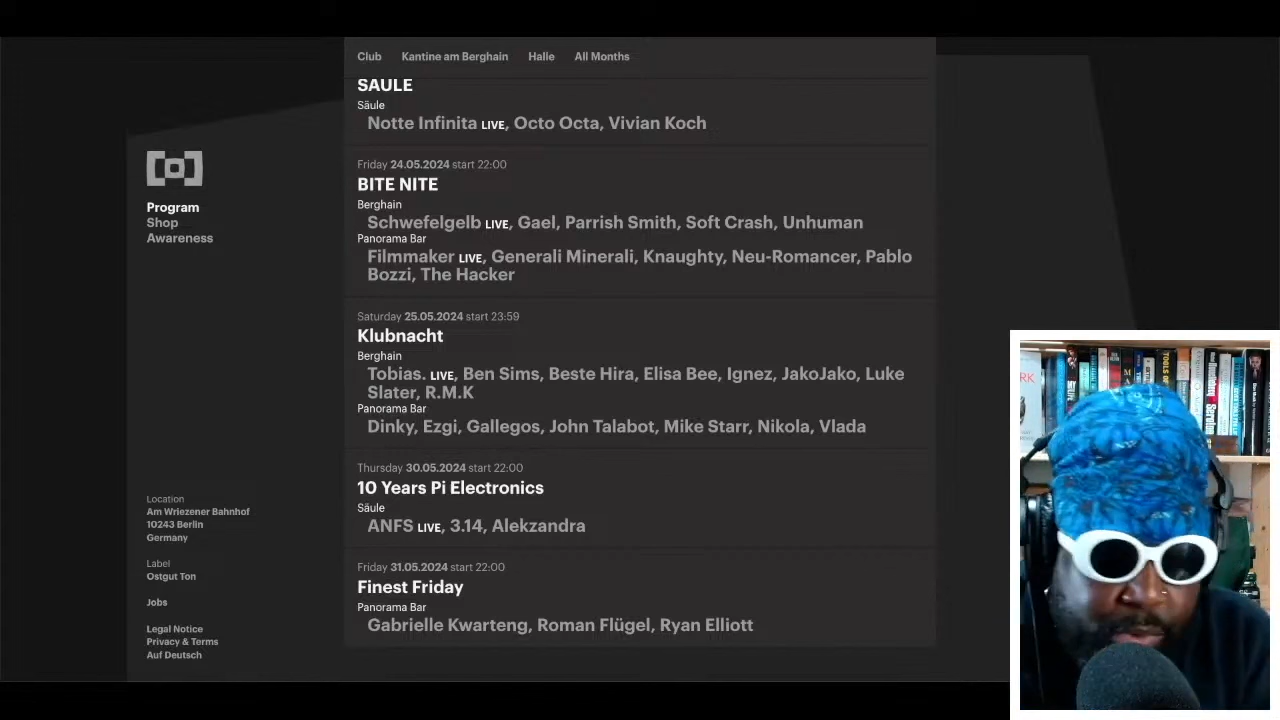 Club Kantine am Berghain Halle All Months
SÄULE
Säule
Notte Infinita LIVE, Octo Octa, Vivian Koch
Friday 24.05.2024 start 22:00
BITE NITE
Berghain
Schwefelgelb LIVE, Gael, Parrish Smith, Soft Crash, Unhuman
Panorama Bar
Filmmaker LIVE, Generali Minerali, Knaughty, Neu-Romancer, Pablo
Bozzi, The Hacker
Saturday 25.05.2024 start 23:59
Klubnacht
Berghain
Tobias. LIVE, Ben Sims, Beste Hira, Elisa Bee, Ignez, JakoJako, Luke
Slater, R.M.K
Panorama Bar
Dinky, Ezgi, Gallegos, John Talabot, Mike Starr, Nikola, Vlada
Thursday 30.05.2024 start 22:00
10 Years Pi Electronics
Säule
ANFS LIVE, 3.14, Alekzandra
Friday 31.05.2024 start 22:00
Finest Friday
Panorama Bar
Gabrielle Kwarteng, Roman Flügel, Ryan Elliott
Program
Shop
Awareness
Location
Am Wriezener Bahnhof
10243 Berlin
Germany
Label
Ostgut Ton
Jobs
Legal Notice
Privacy & Terms
Auf Deutsch